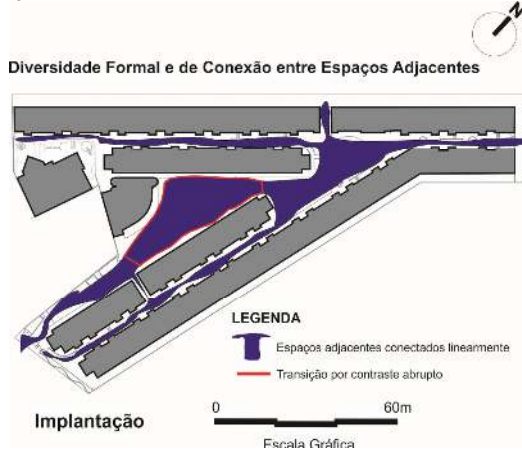 N
Diversidade Formal e de Conexão entre Espaços Adjacentes
LEGENDA
Espaços adjacentes conectados linearmente
Transição por contraste abrupto
Implantação
0 60m
Escala Gráfica